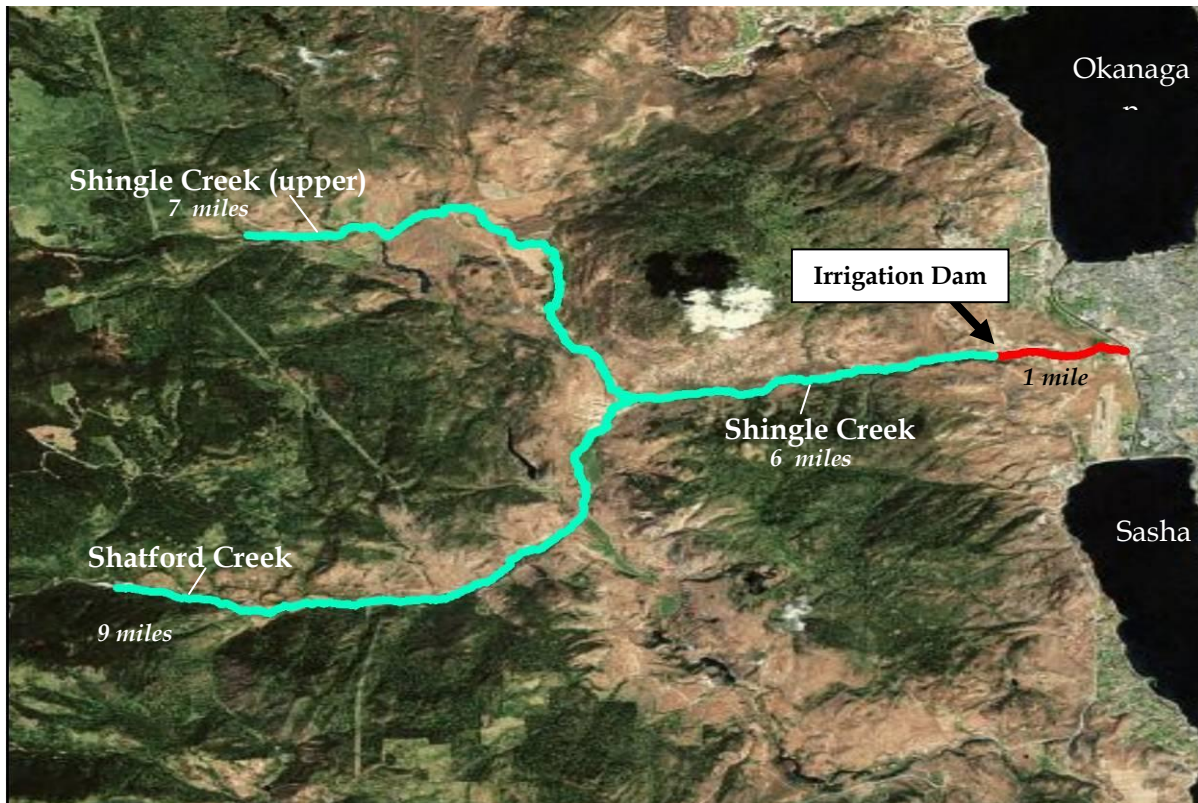 Okanaga
Shingle Creek (upper)
7 miles
Irrigation Dam
1 mile
Shingle Creek
6 miles
Sasha
Shatford Creek
9 miles